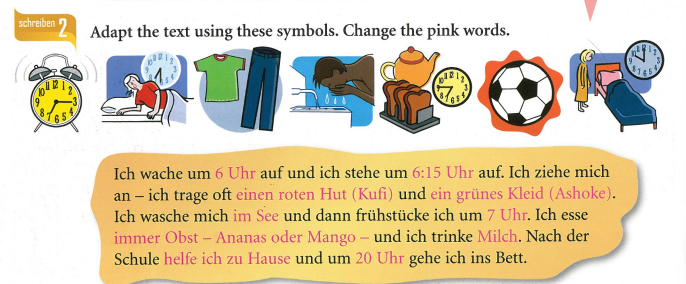 schreiben 2
Adapt the text using these symbols. Change the pink words.
Ich wache um 6 Uhr auf und ich stehe um 6:15 Uhr auf. Ich ziehe mich
an – ich trage oft einen roten Hut (Kufi) und ein grünes Kleid (Ashoke).
Ich wasche mich im See und dann frühstücke ich um 7 Uhr. Ich esse
immer Obst – Ananas oder Mango – und ich trinke Milch. Nach der
Schule helfe ich zu Hause und um 20 Uhr gehe ich ins Bett.